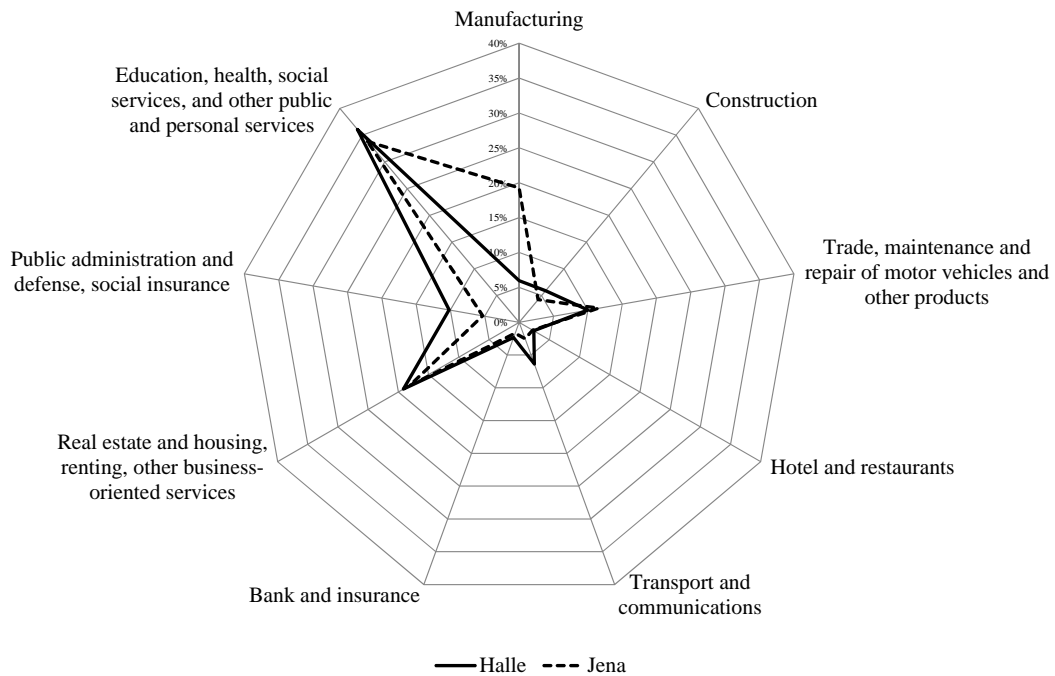 Manufacturing
40%
35%
30%
25%
20%
15%
10%
5%
0%
Construction
Trade, maintenance and
repair of motor vehicles and
other products
Hotel and restaurants
Transport and
communications
Bank and insurance
Real estate and housing,
renting, other business-
oriented services
Public administration and
defense, social insurance
Education, health, social
services, and other public
and personal services
Halle
Jena